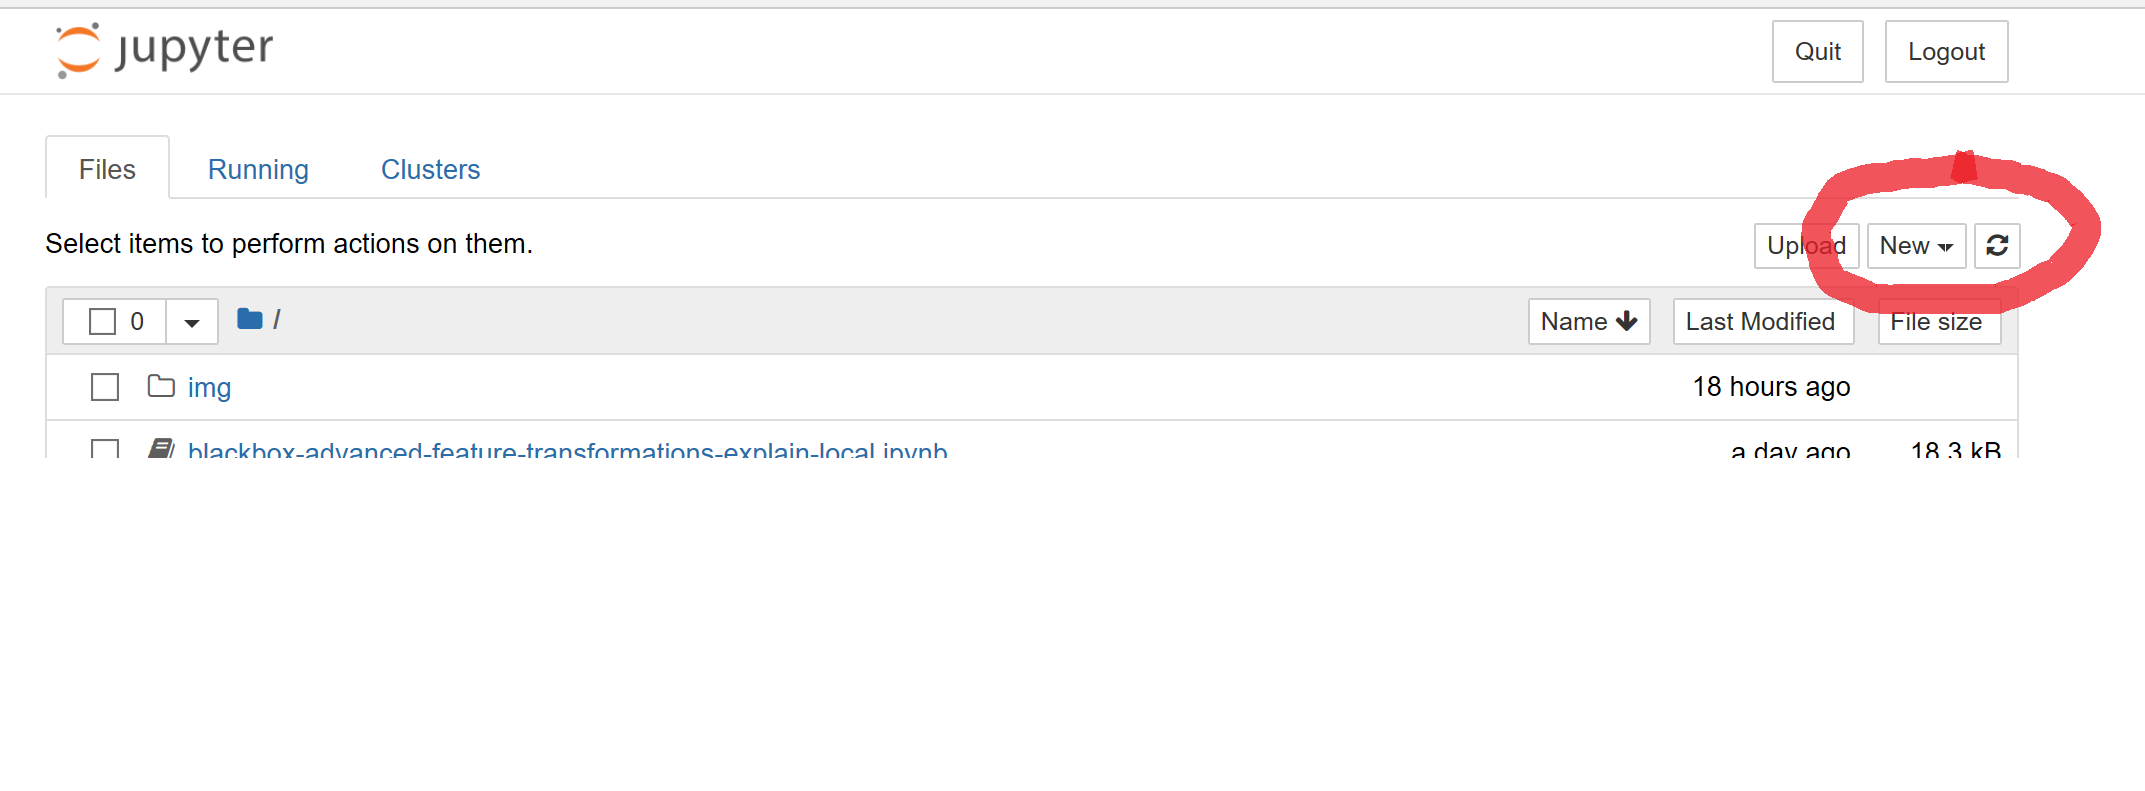 jupyter Quit Logout
Files Running Clusters
Select items to perform actions on them. Upload New
0 / Name Last Modified File size
img 18 hours ago
blackbox-advanced-feature-transformations-explain-local.ipynb a day ago 18.3 kB